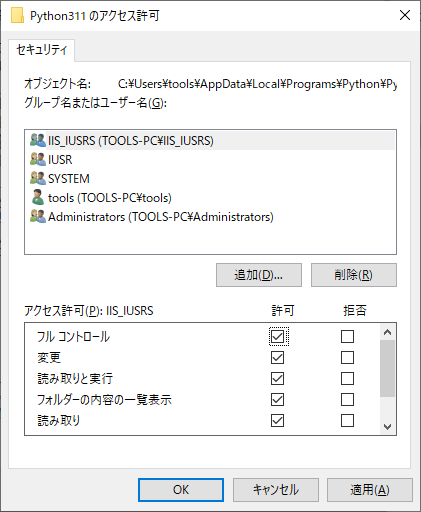 Python311 のアクセス許可
セキュリティ
オブジェクト名: C:¥Users¥tools¥AppData¥Local¥Programs¥Python¥Py
グループ名またはユーザー名(G):
IIS_IUSRS (TOOLS-PC¥IIS_IUSRS)
IUSR
SYSTEM
tools (TOOLS-PC¥tools)
Administrators (TOOLS-PC¥Administrators)
追加(D)... 削除(R)
アクセス許可(P): IIS_IUSRS 許可 拒否
フル コントロール
変更
読み取りと実行
フォルダーの内容の一覧表示
読み取り
OK キャンセル 適用(A)